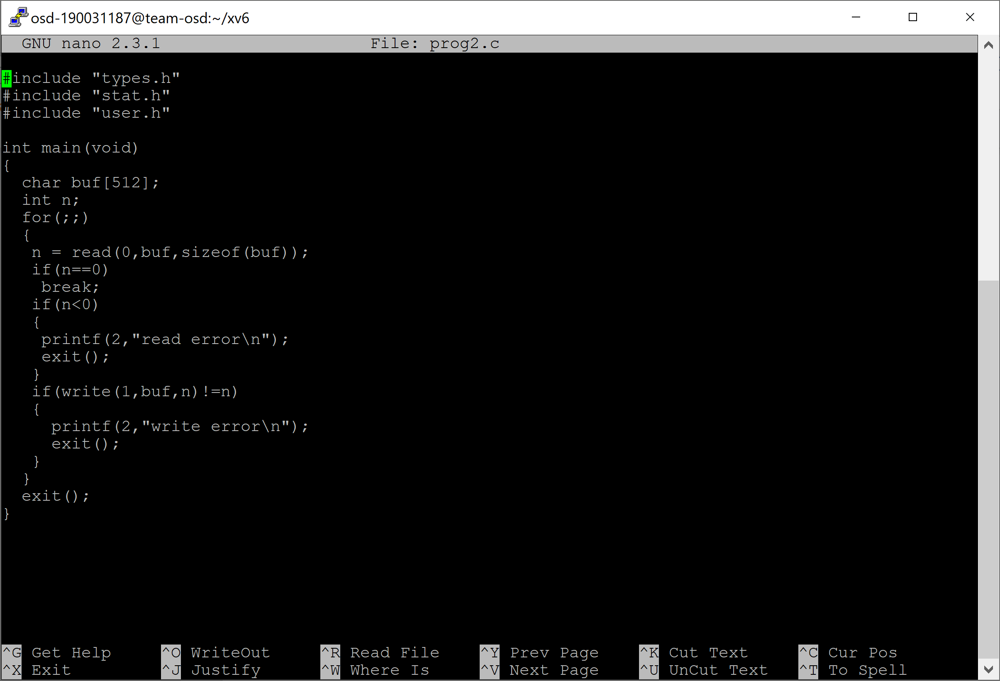 osd-190031187@team-osd:~/xv6
GNU nano 2.3.1 File: prog2.c
#include "types.h"
#include "stat.h"
#include "user.h"
int main(void)
{
  char buf[512];
  int n;
  for(;;)
  {
   n = read(0,buf,sizeof(buf));
   if(n==0)
    break;
   if(n<0)
   {
    printf(2,"read error\n");
    exit();
   }
   if(write(1,buf,n)!=n)
   {
     printf(2,"write error\n");
     exit();
   }
  }
  exit();
}
^G Get Help ^O WriteOut ^R Read File ^Y Prev Page ^K Cut Text ^C Cur Pos
^X Exit ^J Justify ^W Where Is ^V Next Page ^U UnCut Text ^T To Spell